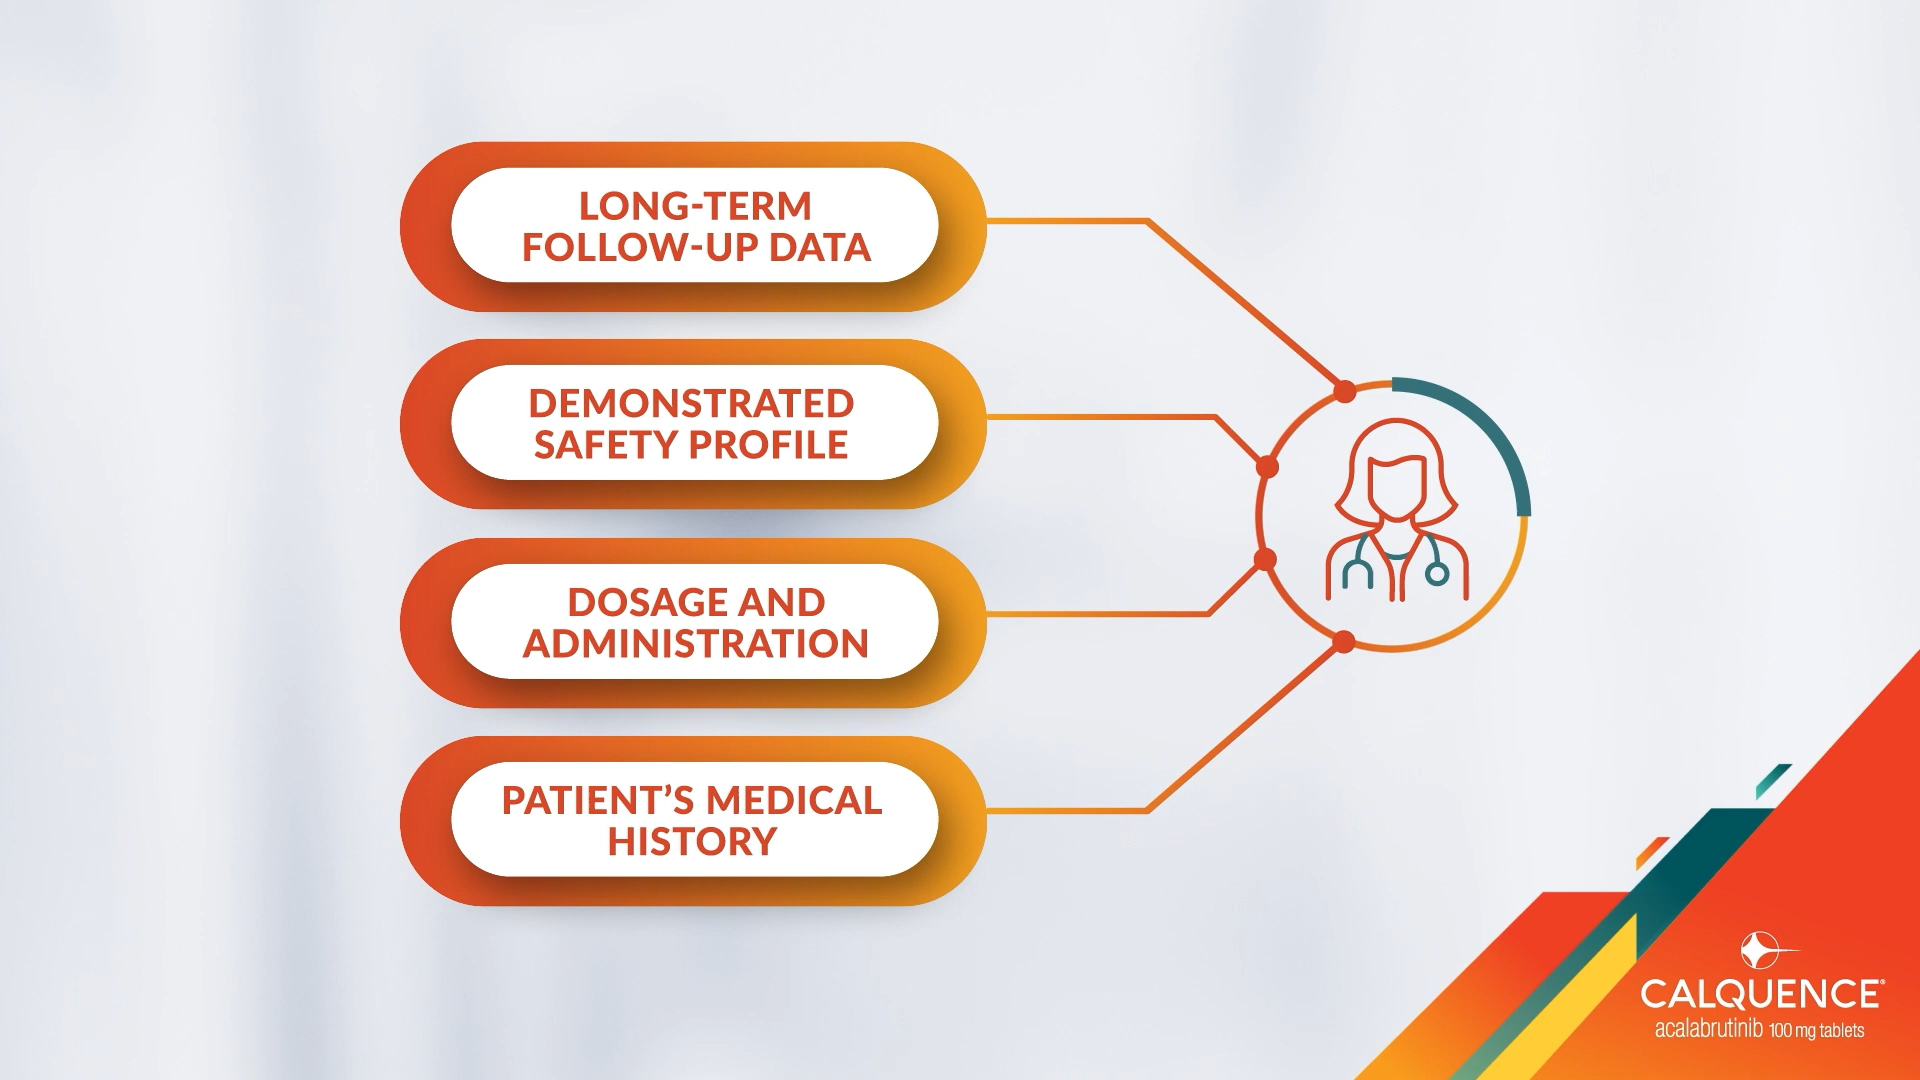 LONG-TERM
FOLLOW-UP DATA
DEMONSTRATED
SAFETY PROFILE
DOSAGE AND
ADMINISTRATION
PATIENT’S MEDICAL
HISTORY
CALQUENCE®
acalabrutinib 100 mg tablets